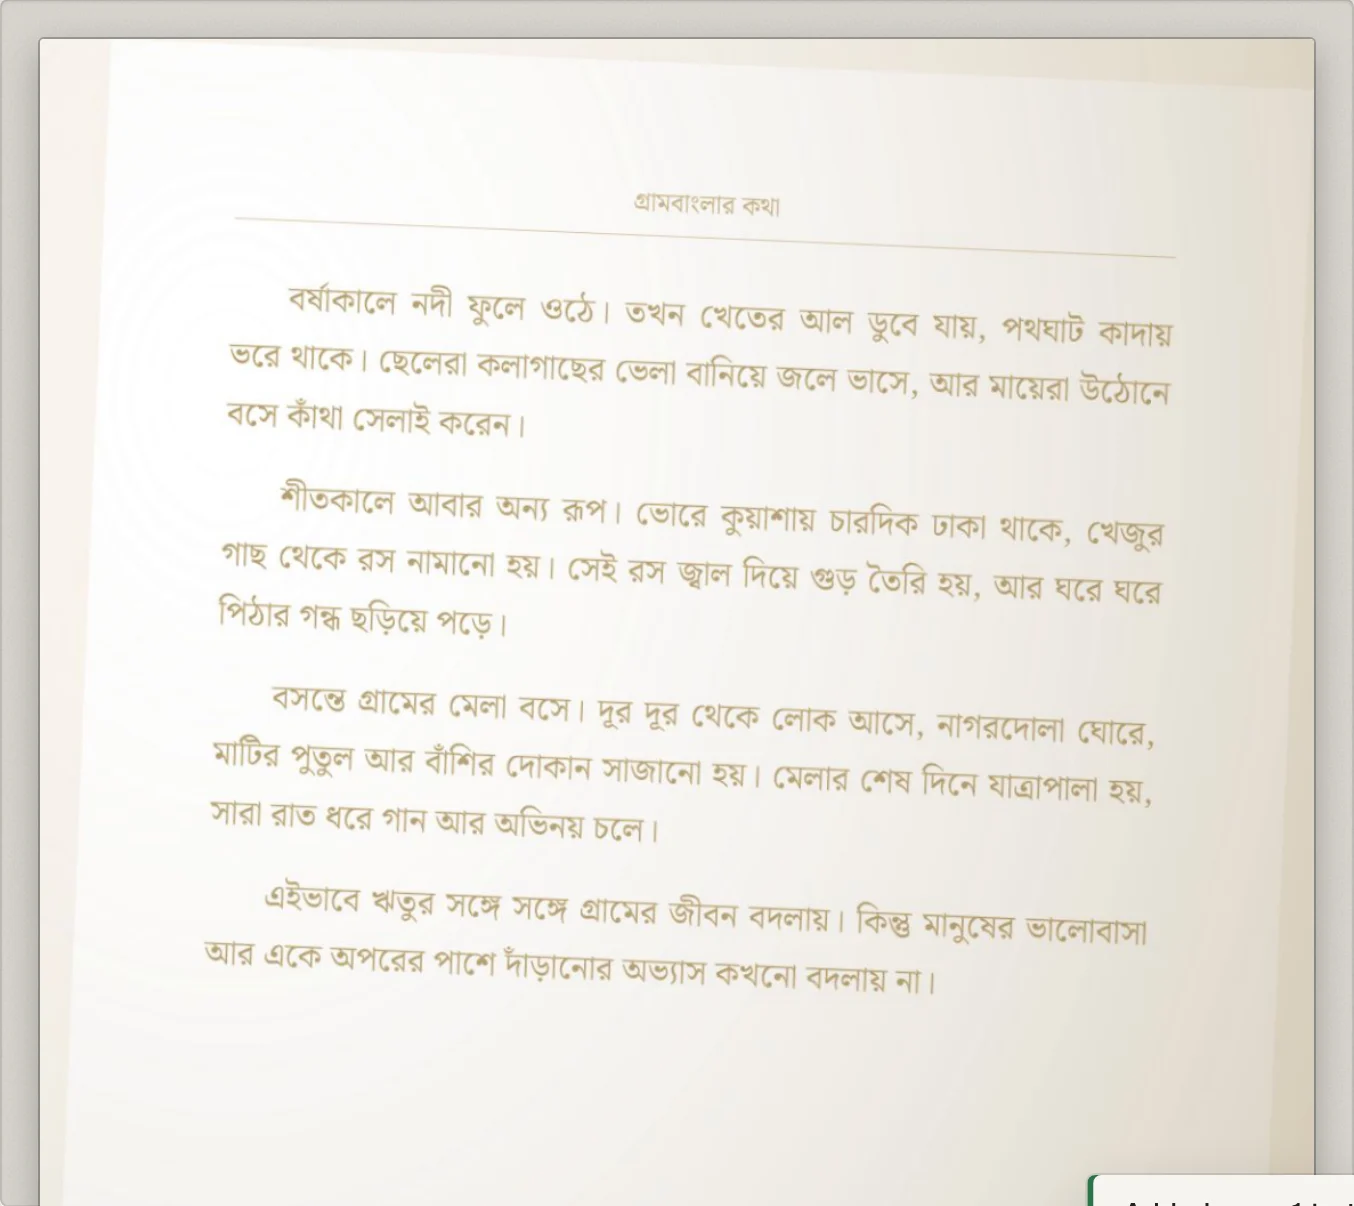 গ্রামবাংলার কথা
বর্ষাকালে নদী ফুলে ওঠে। তখন খেতের আল ডুবে যায়, পথঘাট কাদায়
ভরে থাকে। ছেলেরা কলাগাছের ভেলা বানিয়ে জলে ভাসে, আর মায়েরা উঠোনে
বসে কাঁথা সেলাই করেন।
শীতকালে আবার অন্য রূপ। ভোরে কুয়াশায় চারদিক ঢাকা থাকে, খেজুর
গাছ থেকে রস নামানো হয়। সেই রস জ্বাল দিয়ে গুড় তৈরি হয়, আর ঘরে ঘরে
পিঠার গন্ধ ছড়িয়ে পড়ে।
বসন্তে গ্রামের মেলা বসে। দূর দূর থেকে লোক আসে, নাগরদোলা ঘোরে,
মাটির পুতুল আর বাঁশির দোকান সাজানো হয়। মেলার শেষ দিনে যাত্রাপালা হয়,
সারা রাত ধরে গান আর অভিনয় চলে।
এইভাবে ঋতুর সঙ্গে সঙ্গে গ্রামের জীবন বদলায়। কিন্তু মানুষের ভালোবাসা
আর একে অপরের পাশে দাঁড়ানোর অভ্যাস কখনো বদলায় না।